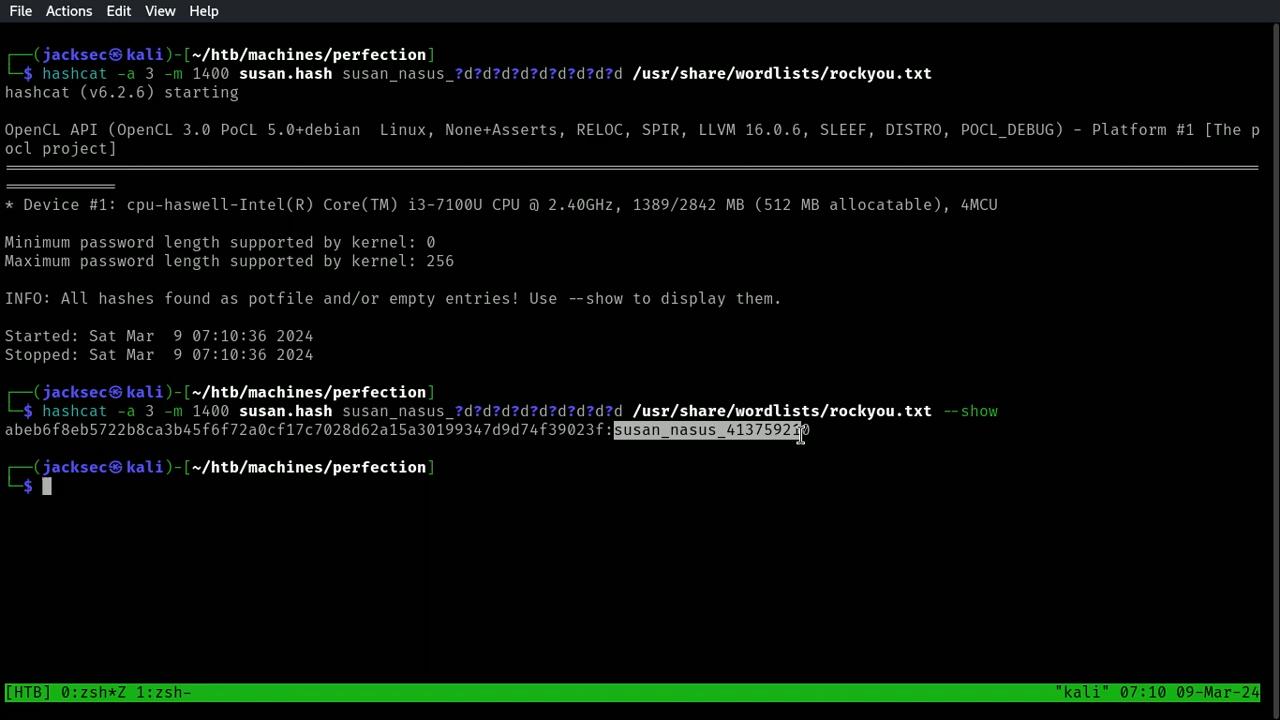 File Actions Edit View Help
┌──(jacksec㉿kali)-[~/htb/machines/perfection]
└─$ hashcat -a 3 -m 1400 susan.hash susan_nasus_?d?d?d?d?d?d?d?d?d /usr/share/wordlists/rockyou.txt
hashcat (v6.2.6) starting
OpenCL API (OpenCL 3.0 PoCL 5.0+debian  Linux, None+Asserts, RELOC, SPIR, LLVM 16.0.6, SLEEF, DISTRO, POCL_DEBUG) - Platform #1 [The p
ocl project]
* Device #1: cpu-haswell-Intel(R) Core(TM) i3-7100U CPU @ 2.40GHz, 1389/2842 MB (512 MB allocatable), 4MCU
Minimum password length supported by kernel: 0
Maximum password length supported by kernel: 256
INFO: All hashes found as potfile and/or empty entries! Use --show to display them.
Started: Sat Mar  9 07:10:36 2024
Stopped: Sat Mar  9 07:10:36 2024
┌──(jacksec㉿kali)-[~/htb/machines/perfection]
└─$ hashcat -a 3 -m 1400 susan.hash susan_nasus_?d?d?d?d?d?d?d?d?d /usr/share/wordlists/rockyou.txt --show
abeb6f8eb5722b8ca3b45f6f72a0cf17c7028d62a15a30199347d9d74f39023f:susan_nasus_413759210
┌──(jacksec㉿kali)-[~/htb/machines/perfection]
└─$
[HTB] 0:zsh*Z 1:zsh- "kali" 07:10 09-Mar-24